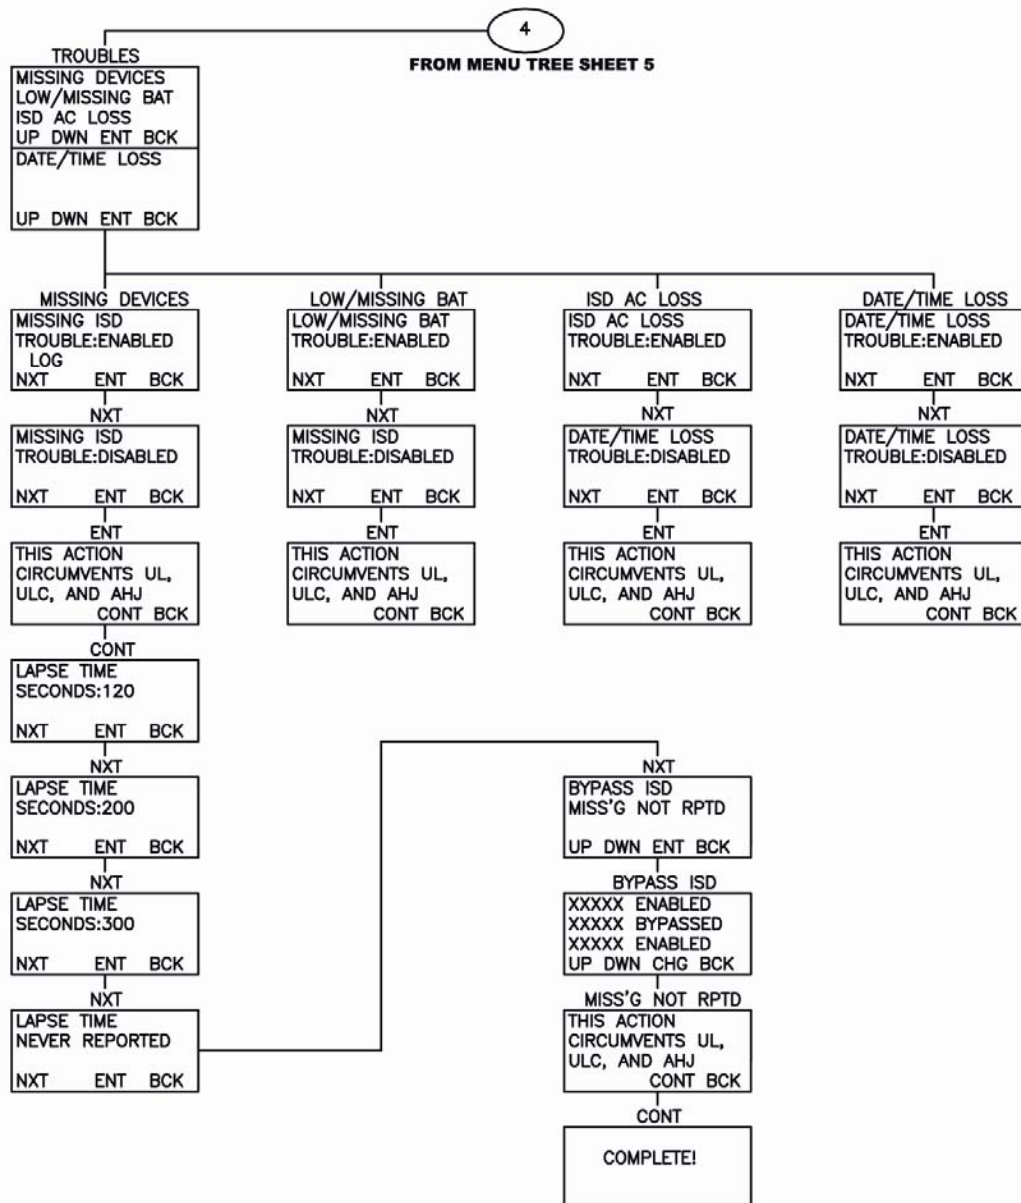 4
FROM MENU TREE SHEET 5
TROUBLES
MISSING DEVICES
LOW/MISSING BAT
ISD AC LOSS
UP DWN ENT BCK
DATE/TIME LOSS
UP DWN ENT BCK
MISSING DEVICES
MISSING ISD
TROUBLE:ENABLED
LOG
NXT ENT BCK
NXT
MISSING ISD
TROUBLE:DISABLED
NXT ENT BCK
ENT
THIS ACTION
CIRCUMVENTS UL,
ULC, AND AHJ
CONT BCK
CONT
LAPSE TIME
SECONDS:120
NXT ENT BCK
NXT
LAPSE TIME
SECONDS:200
NXT ENT BCK
NXT
LAPSE TIME
SECONDS:300
NXT ENT BCK
NXT
LAPSE TIME
NEVER REPORTED
NXT ENT BCK
LOW/MISSING BAT
LOW/MISSING BAT
TROUBLE:ENABLED
NXT ENT BCK
NXT
MISSING ISD
TROUBLE:DISABLED
NXT ENT BCK
ENT
THIS ACTION
CIRCUMVENTS UL,
ULC, AND AHJ
CONT BCK
ISD AC LOSS
ISD AC LOSS
TROUBLE:ENABLED
NXT ENT BCK
NXT
DATE/TIME LOSS
TROUBLE:DISABLED
NXT ENT BCK
ENT
THIS ACTION
CIRCUMVENTS UL,
ULC, AND AHJ
CONT BCK
DATE/TIME LOSS
DATE/TIME LOSS
TROUBLE:ENABLED
NXT ENT BCK
NXT
DATE/TIME LOSS
TROUBLE:DISABLED
NXT ENT BCK
ENT
THIS ACTION
CIRCUMVENTS UL,
ULC, AND AHJ
CONT BCK
NXT
BYPASS ISD
MISS'G NOT RPTD
UP DWN ENT BCK
BYPASS ISD
XXXXX ENABLED
XXXXX BYPASSED
XXXXX ENABLED
UP DWN CHG BCK
MISS'G NOT RPTD
THIS ACTION
CIRCUMVENTS UL,
ULC, AND AHJ
CONT BCK
CONT
COMPLETE!